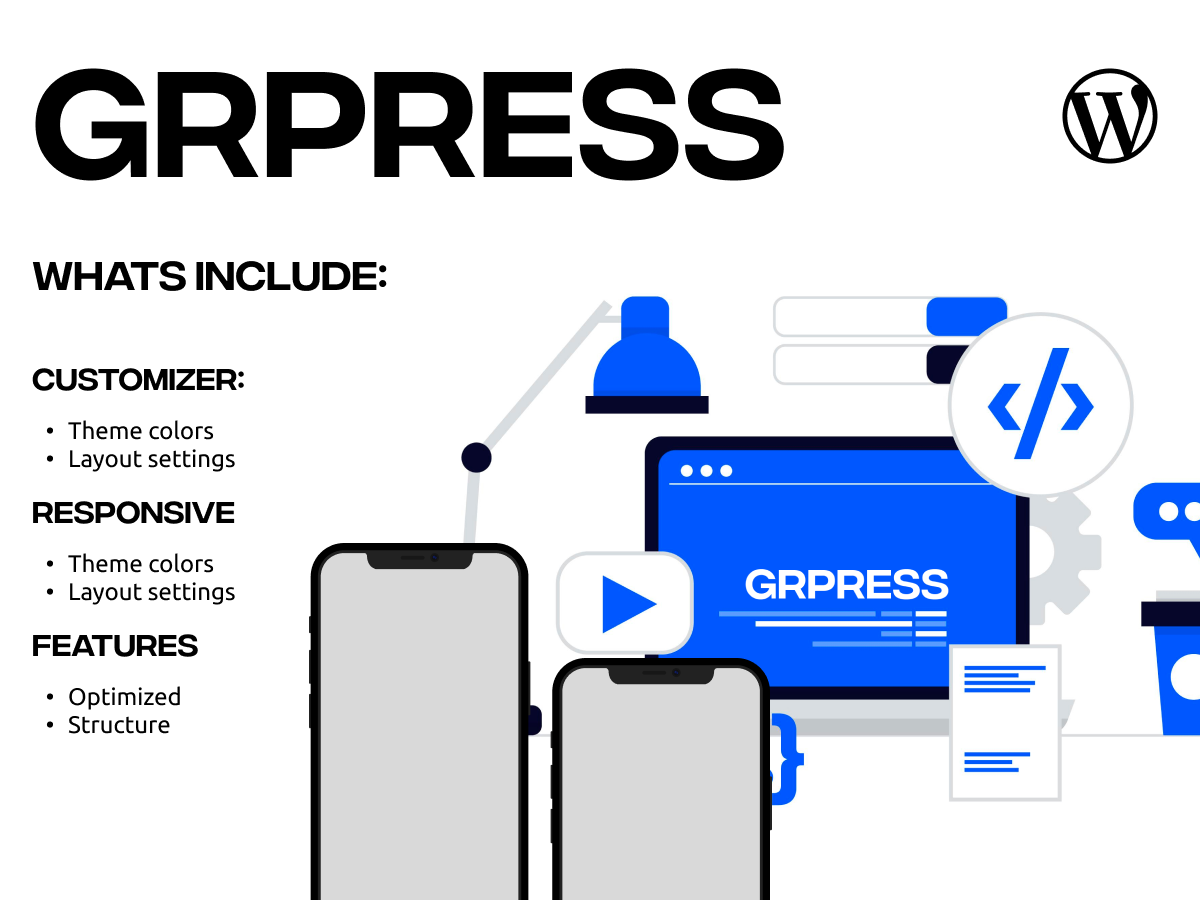 GRPRESS
WHATS INCLUDE:
CUSTOMIZER:
• Theme colors
• Layout settings
RESPONSIVE
• Theme colors
• Layout settings
FEATURES
• Optimized
• Structure
GRPRESS